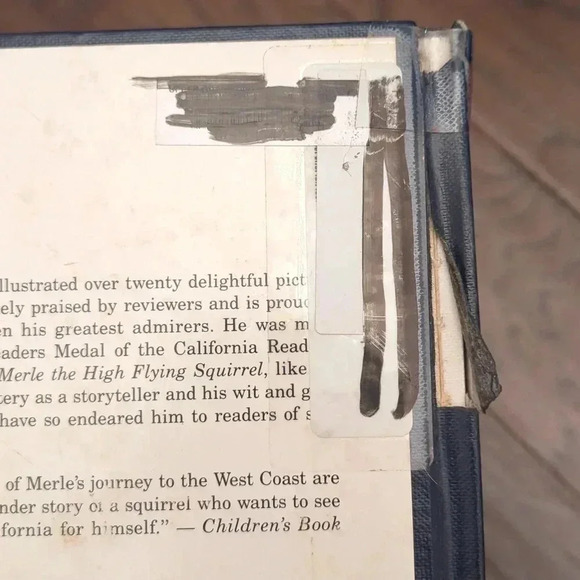 llustrated over twenty delightful pict
ely praised by reviewers and is prou
en his greatest admirers. He was m
aders Medal of the California Read
Merle the High Flying Squirrel, like
tery as a storyteller and his wit and g
have so endeared him to readers of s
of Merle's journey to the West Coast are
nder story of a squirrel who wants to see
fornia for himself." — Children's Book